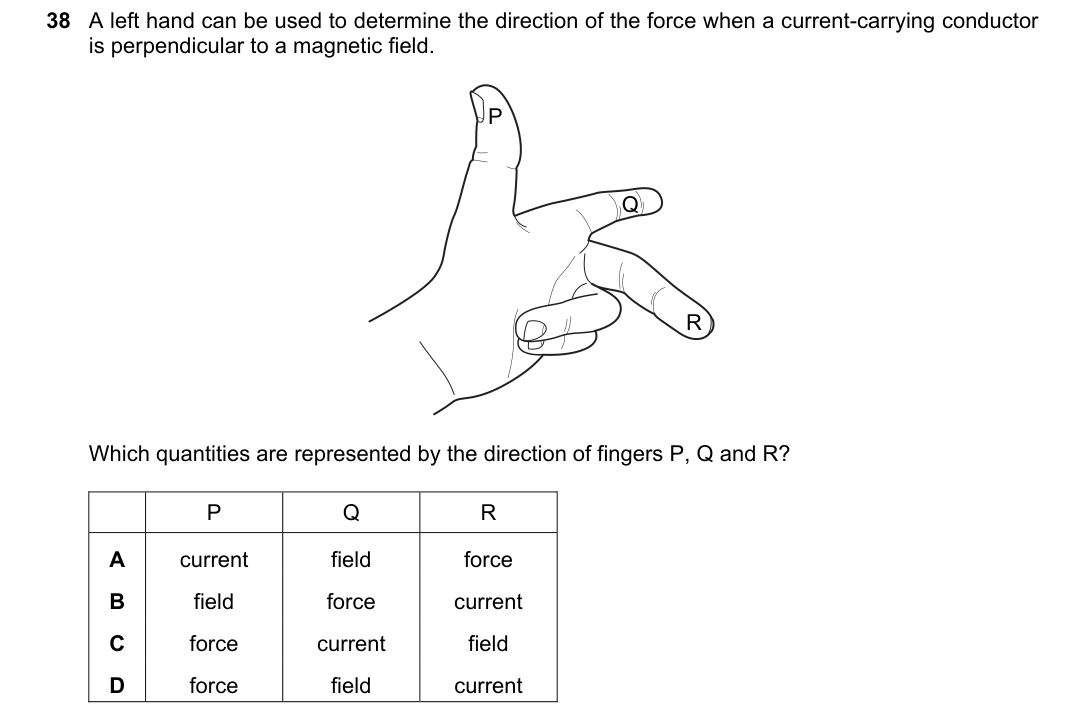 38 A left hand can be used to determine the direction of the force when a current-carrying conductor
is perpendicular to a magnetic field.
P
Q
R
Which quantities are represented by the direction of fingers P, Q and R?
P Q R
A current field force
B field force current
C force current field
D force field current